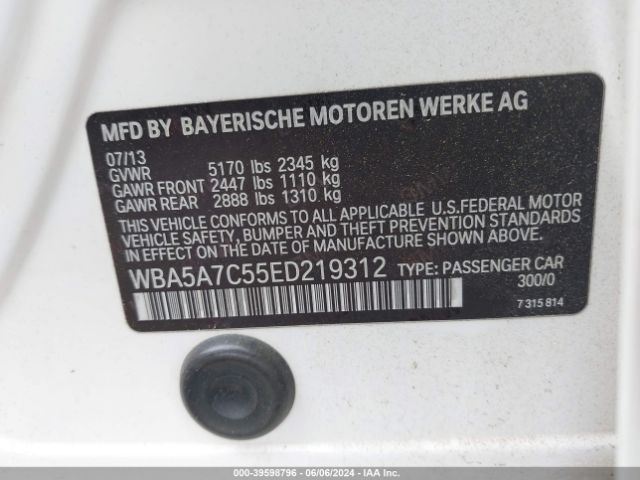 MFD BY BAYERISCHE MOTOREN WERKE AG
07/13
GVWR 5170 lbs 2345 kg
GAWR FRONT 2447 lbs 1110 kg
GAWR REAR 2888 lbs 1310 kg
THIS VEHICLE CONFORMS TO ALL APPLICABLE U.S.FEDERAL MOTOR
VEHICLE SAFETY, BUMPER AND THEFT PREVENTION STANDARDS
IN EFFECT ON THE DATE OF MANUFACTURE SHOWN ABOVE.
WBA5A7C55ED219312 TYPE: PASSENGER CAR
300/0
7 315 814
000-39598796 - 06/06/2024 - IAA Inc.